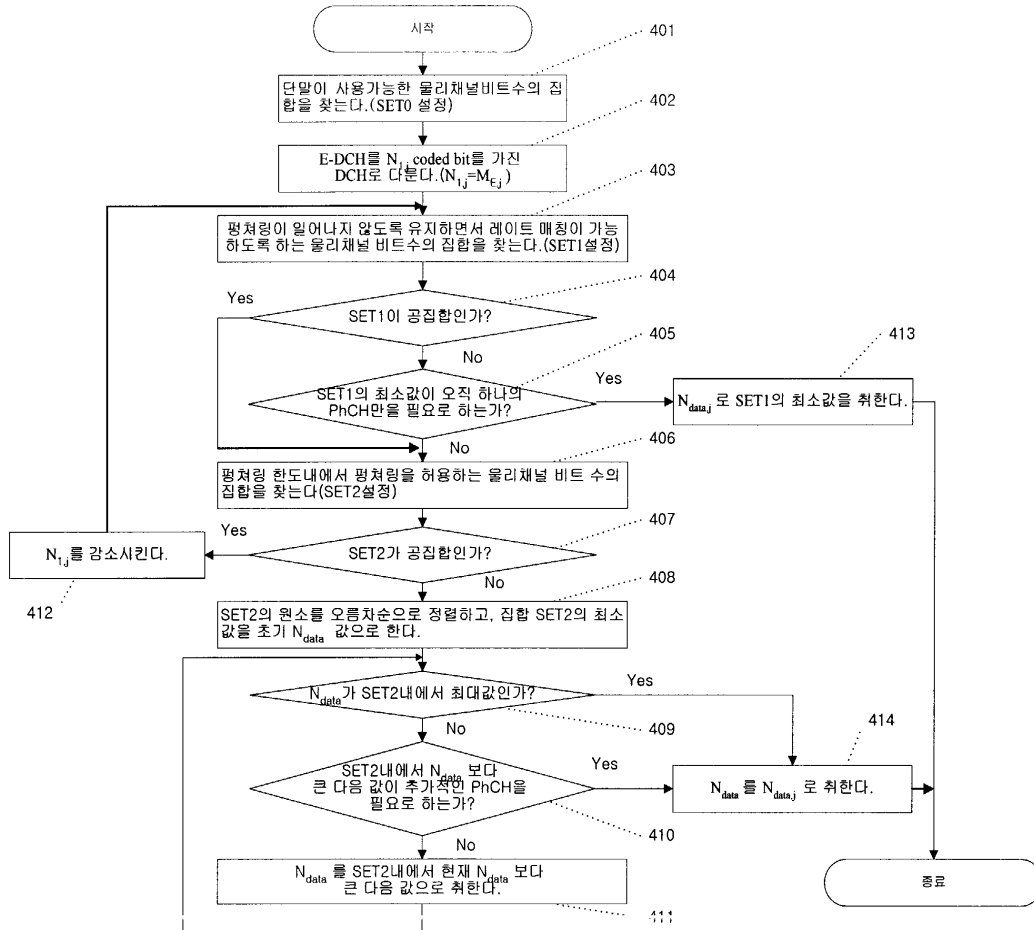 시작
401
단말이 사용가능한 물리채널비트수의 집
합을 찾는다.(SET0 설정)
402
E-DCH를 N1,j coded bit를 가진
DCH로 다룬다.(N1,j=ME,j)
403
펑쳐링이 일어나지 않도록 유지하면서 레이트 매칭이 가능
하도록 하는 물리채널 비트수의 집합을 찾는다.(SET1설정)
404
Yes
SET1이 공집합인가?
405
No
413
SET1의 최소값이 오직 하나의
PhCH만을 필요로 하는가?
Yes
Ndata,j 로 SET1의 최소값을 취한다.
No
406
펑쳐링 한도내에서 펑쳐링을 허용하는 물리채널 비트 수의
집합을 찾는다(SET2설정)
407
Yes
N1,j를 감소시킨다.
SET2가 공집합인가?
412
No
408
SET2의 원소를 오름차순으로 정렬하고, 집합 SET2의 최소
값을 초기 Ndata 값으로 한다.
Ndata가 SET2내에서 최대값인가?
Yes
409
No
414
SET2내에서 Ndata 보다
큰 다음 값이 추가적인 PhCH을
필요로 하는가?
Yes
Ndata 를 Ndata,j 로 취한다.
410
No
Ndata 를 SET2내에서 현재 Ndata 보다
큰 다음 값으로 취한다.
종료
411